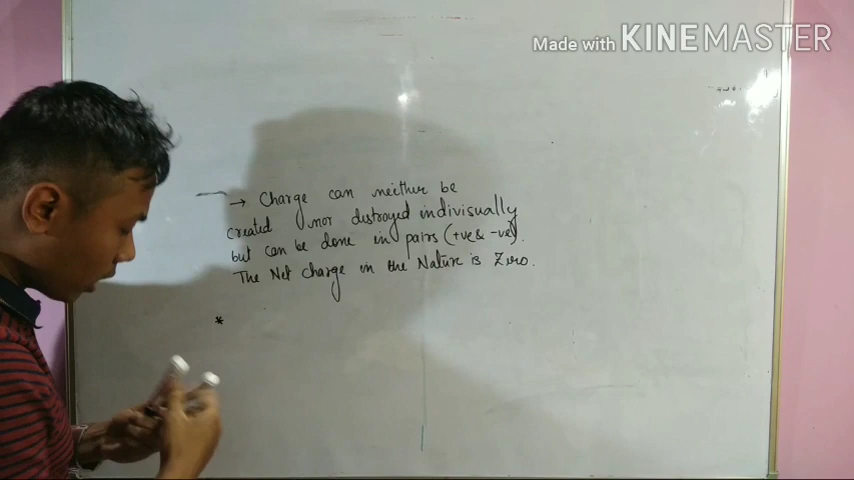 Made with KINEMASTER
→ Charge can neither be
created nor destroyed indivisually
but can be done in pairs (+ve & -ve).
The Net charge in the Nature is Zero.
*